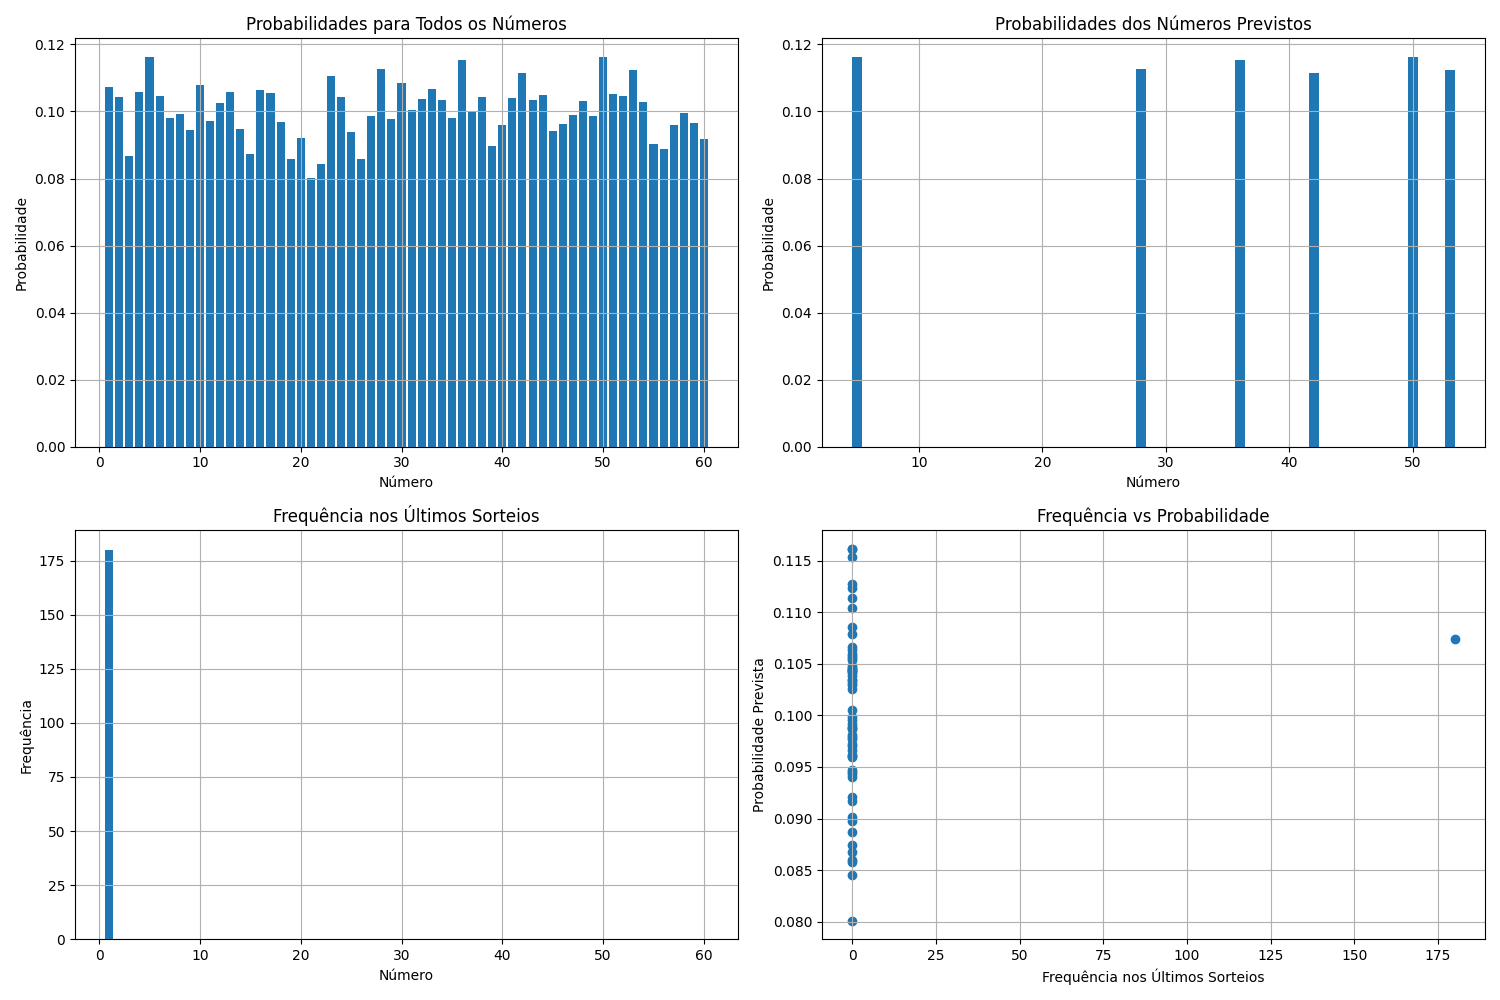 Probabilidades para Todos os Números
0.12
0.10
0.08
0.06
0.04
0.02
0.00
Probabilidade
0 10 20 30 40 50 60
Número
Probabilidades dos Números Previstos
0.12
0.10
0.08
0.06
0.04
0.02
0.00
Probabilidade
10 20 30 40 50
Número
Frequência nos Últimos Sorteios
175
150
125
100
75
50
25
0
Frequência
0 10 20 30 40 50 60
Número
Frequência vs Probabilidade
0.115
0.110
0.105
0.100
0.095
0.090
0.085
0.080
Probabilidade Prevista
0 25 50 75 100 125 150 175
Frequência nos Últimos Sorteios